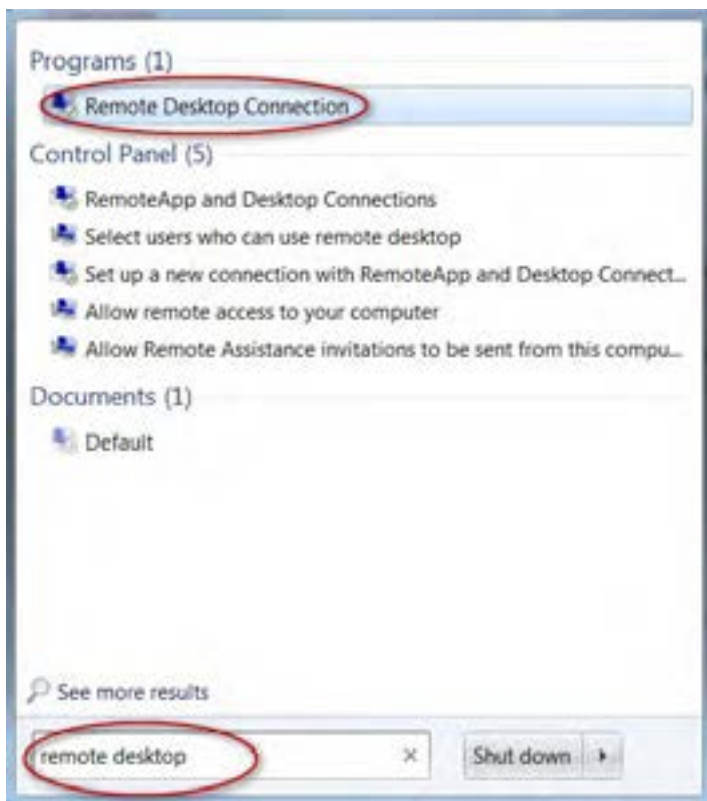 Programs (1)
Remote Desktop Connection
Control Panel (5)
RemoteApp and Desktop Connections
Select users who can use remote desktop
Set up a new connection with RemoteApp and Desktop Connect...
Allow remote access to your computer
Allow Remote Assistance invitations to be sent from this compu...
Documents (1)
Default
See more results
remote desktop
Shut down